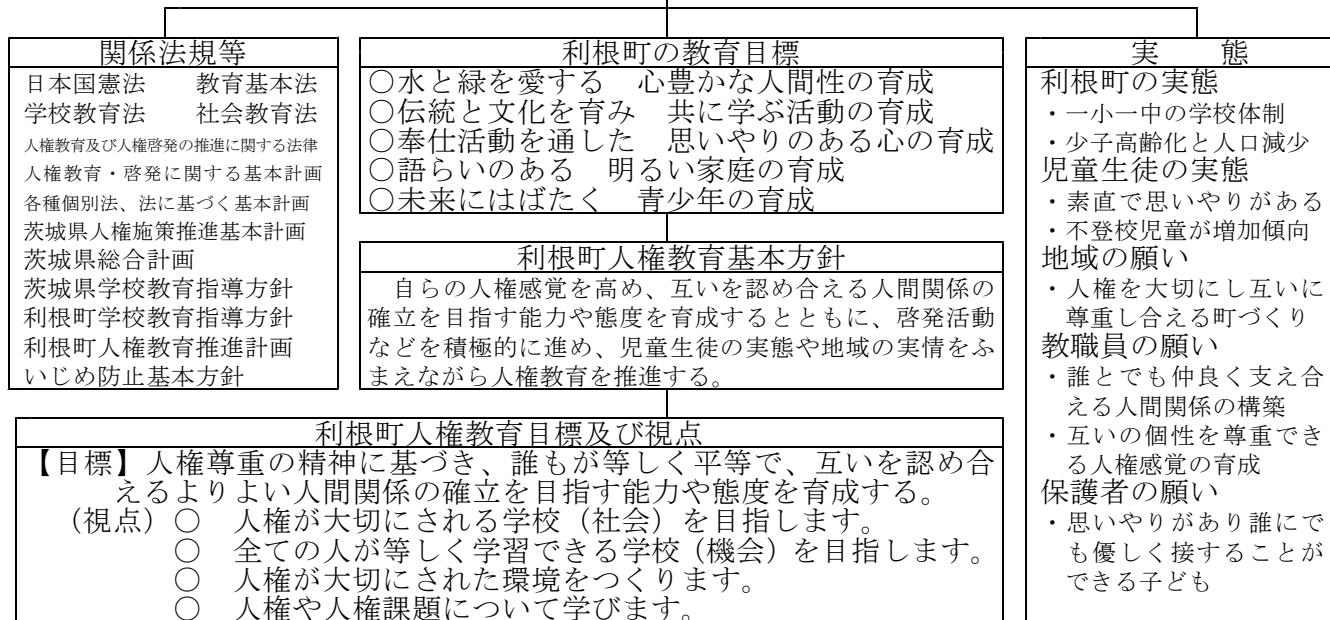 関係法規等
日本国憲法　　教育基本法
学校教育法　　社会教育法
人権教育及び人権啓発の推進に関する法律
人権教育・啓発に関する基本計画
各種個別法、法に基づく基本計画
茨城県人権施策推進基本計画
茨城県総合計画
茨城県学校教育指導方針
利根町学校教育指導方針
利根町人権教育推進計画
いじめ防止基本方針
利根町の教育目標
○水と緑を愛する　心豊かな人間性の育成
○伝統と文化を育み　共に学ぶ活動の育成
○奉仕活動を通した　思いやりのある心の育成
○語らいのある　明るい家庭の育成
○未来にはばたく　青少年の育成
利根町人権教育基本方針
　自らの人権感覚を高め、互いを認め合える人間関係の
確立を目指す能力や態度を育成するとともに、啓発活動
などを積極的に進め、児童生徒の実態や地域の実情をふ
まえながら人権教育を推進する。
利根町人権教育目標及び視点
【目標】人権尊重の精神に基づき、誰もが等しく平等で、互いを認め合
えるよりよい人間関係の確立を目指す能力や態度を育成する。
（視点）○　人権が大切にされる学校（社会）を目指します。
○　全ての人が等しく学習できる学校（機会）を目指します。
○　人権が大切にされた環境をつくります。
○　人権や人権課題について学びます。
実　　態
利根町の実態
・一小一中の学校体制
・少子高齢化と人口減少
児童生徒の実態
・素直で思いやりがある
・不登校児童が増加傾向
地域の願い
・人権を大切にし互いに
尊重し合える町づくり
教職員の願い
・誰とでも仲良く支え合
える人間関係の構築
・互いの個性を尊重でき
る人権感覚の育成
保護者の願い
・思いやりがあり誰にで
も優しく接することが
できる子ども